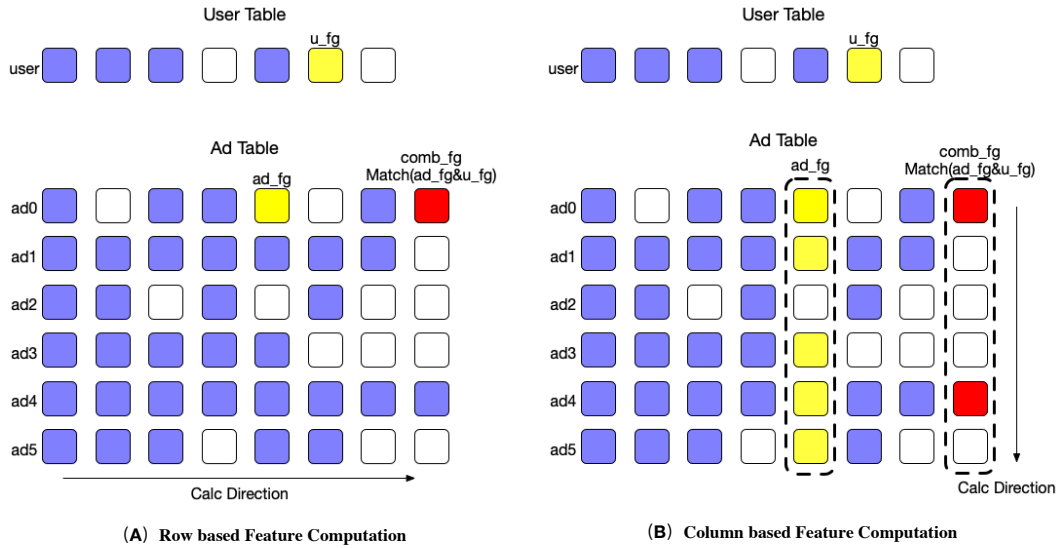 User Table
u_fg
user
Ad Table
comb_fg
Match(ad_fg&u_fg)
ad_fg
ad0
ad1
ad2
ad3
ad4
ad5
Calc Direction
(A) Row based Feature Computation
User Table
u_fg
user
Ad Table
comb_fg
Match(ad_fg&u_fg)
ad_fg
ad0
ad1
ad2
ad3
ad4
ad5
Calc Direction
(B) Column based Feature Computation